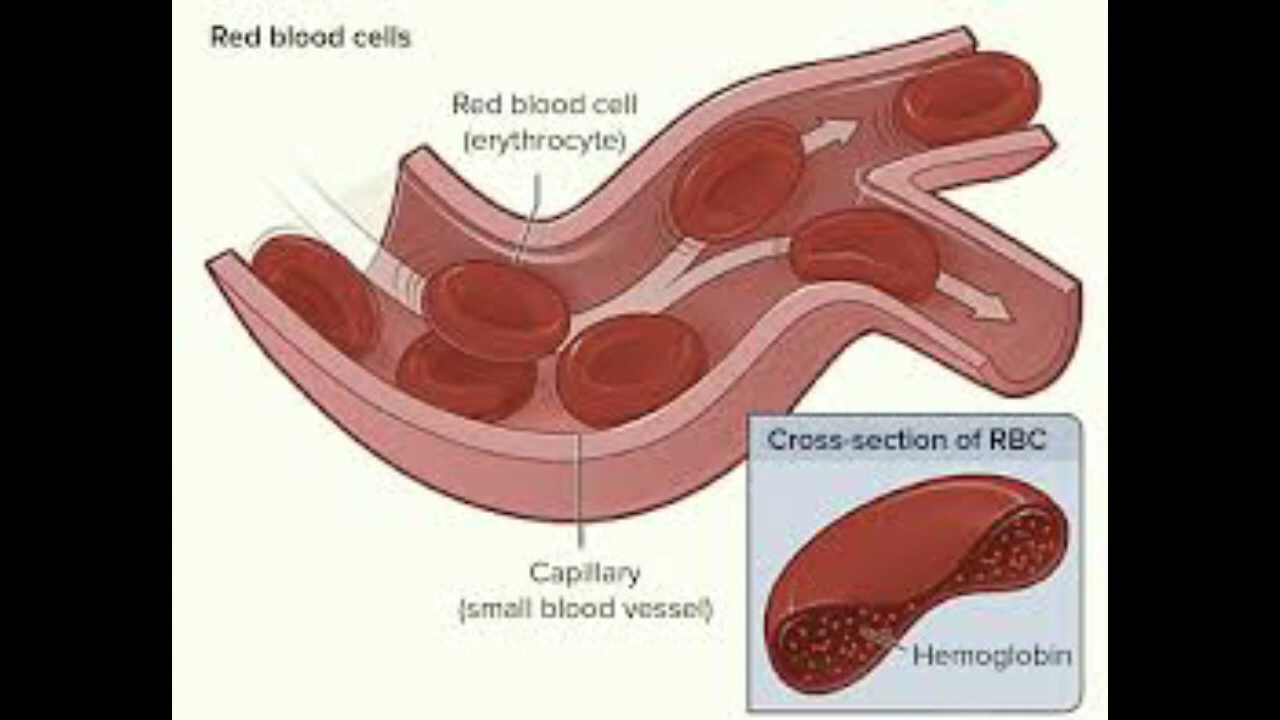 Red blood cells
Red blood cell
(erythrocyte)
Capillary
(small blood vessel)
Cross-section of RBC
Hemoglobin